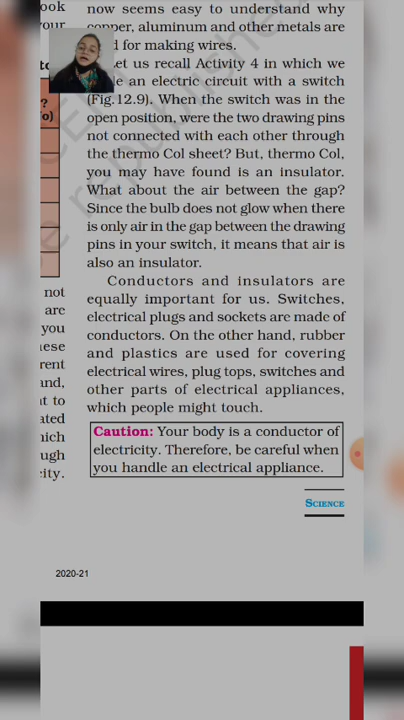 ook
your
now seems easy to understand why
copper, aluminum and other metals are
for making wires.
et us recall Activity 4 in which we
an electric circuit with a switch
(Fig.12.9). When the switch was in the
open position, were the two drawing pins
not connected with each other through
the thermo Col sheet? But, thermo Col,
you may have found is an insulator.
What about the air between the gap?
Since the bulb does not glow when there
is only air in the gap between the drawing
pins in your switch, it means that air is
also an insulator.
Conductors and insulators are
equally important for us. Switches,
electrical plugs and sockets are made of
conductors. On the other hand, rubber
and plastics are used for covering
electrical wires, plug tops, switches and
other parts of electrical appliances,
which people might touch.
Caution: Your body is a conductor of
electricity. Therefore, be careful when
you handle an electrical appliance.
?
o)
not
are
you
ese
rent
and,
t to
ated
hich
ugh
city.
SCIENCE
2020-21